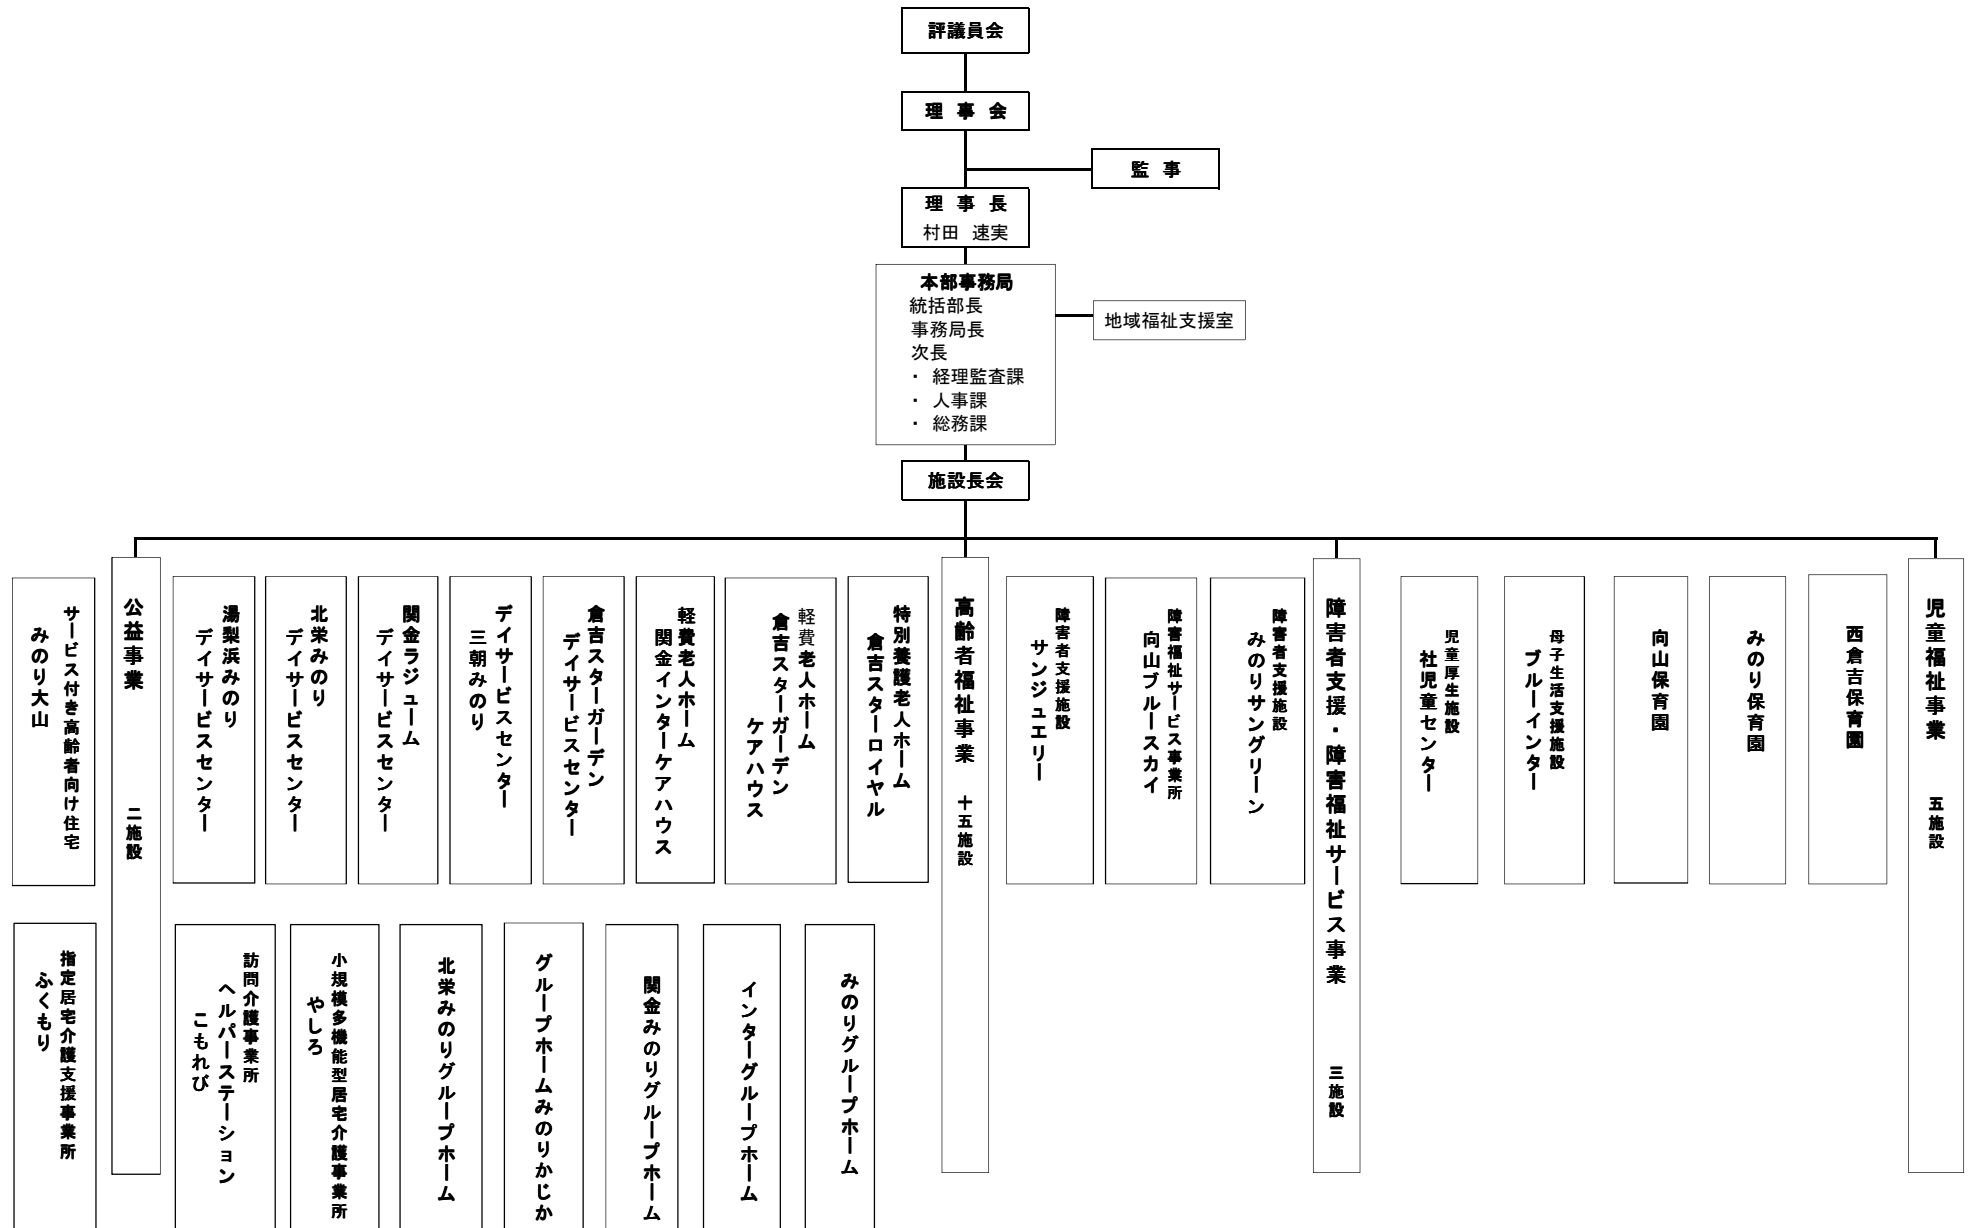 評議員会
理 事 会
監 事
理 事 長
村田 速実
本部事務局
統括部長
事務局長
次長
・ 経理監査課
・ 人事課
・ 総務課
地域福祉支援室
施設長会
児童福祉事業 五施設
西倉吉保育園
みのり保育園
向山保育園
母子生活支援施設
ブルーインター
児童厚生施設
社児童センター
障害者支援・障害福祉サービス事業 三施設
障害者支援施設
みのりサングリーン
障害福祉サービス事業所
向山ブルースカイ
障害者支援施設
サンジュエリー
高齢者福祉事業 十五施設
特別養護老人ホーム
倉吉スターロイヤル
軽費老人ホーム
倉吉スターガーデン
ケアハウス
軽費老人ホーム
関金インターケアハウス
倉吉スターガーデン
デイサービスセンター
デイサービスセンター
三朝みのり
関金ラジューム
デイサービスセンター
北栄みのり
デイサービスセンター
湯梨浜みのり
デイサービスセンター
みのりグループホーム
インターグループホーム
関金みのりグループホーム
グループホームみのりかじか
北栄みのりグループホーム
小規模多機能型居宅介護事業所
やしろ
訪問介護事業所
ヘルパーステーション
こもれび
公益事業 二施設
サービス付き高齢者向け住宅
みのり大山
指定居宅介護支援事業所
ふくもり